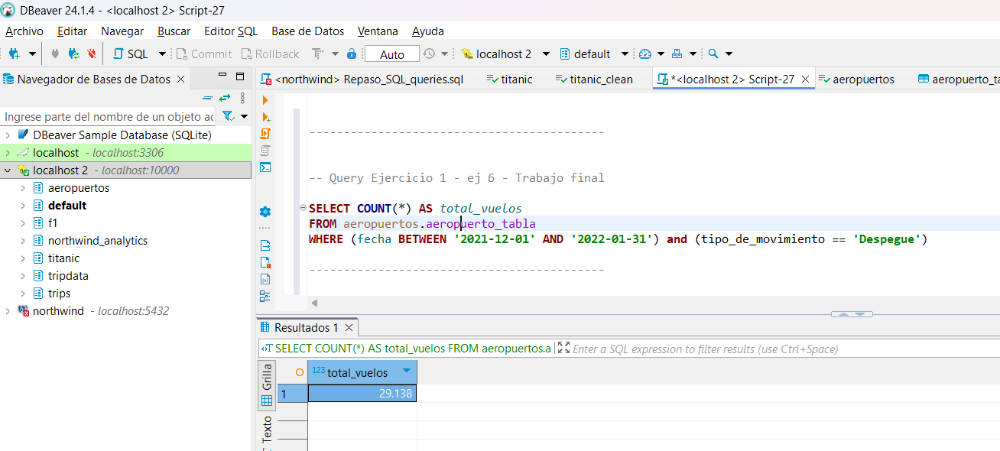 DBeaver 24.1.4 - <localhost 2> Script-27
Archivo Editar Navegar Buscar Editor SQL Base de Datos Ventana Ayuda
SQL Commit Rollback Auto localhost 2 default
Navegador de Bases de Datos
<northwind> Repaso_SQL_queries.sql titanic titanic_clean *<localhost 2> Script-27 aeropuertos aeropuerto_ta
Ingrese parte del nombre de un objeto ac
DBeaver Sample Database (SQLite)
localhost - localhost:3306
localhost 2 - localhost:10000
aeropuertos
default
f1
northwind_analytics
titanic
tripdata
trips
northwind - localhost:5432
-------------------------------------------
-- Query Ejercicio 1 - ej 6 - Trabajo final
SELECT COUNT(*) AS total_vuelos
FROM aeropuertos.aeropuerto_tabla
WHERE (fecha BETWEEN '2021-12-01' AND '2022-01-31') and (tipo_de_movimiento == 'Despegue')
-------------------------------------------
Resultados 1
SELECT COUNT(*) AS total_vuelos FROM aeropuertos.a Enter a SQL expression to filter results (use Ctrl+Space)
Grilla
Texto
123 total_vuelos
1 29.138